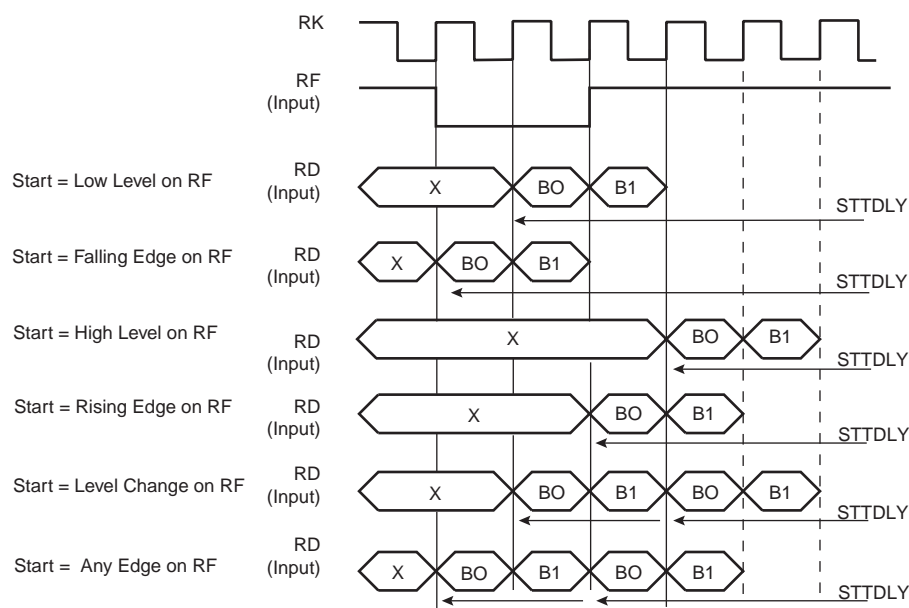 RK
RF
(Input)
Start = Low Level on RF
RD
(Input)
X
BO
B1
STTDLY
Start = Falling Edge on RF
RD
(Input)
X
BO
B1
STTDLY
Start = High Level on RF
RD
(Input)
X
BO
B1
STTDLY
Start = Rising Edge on RF
RD
(Input)
X
BO
B1
STTDLY
Start = Level Change on RF
RD
(Input)
X
BO
B1
BO
B1
STTDLY
Start = Any Edge on RF
RD
(Input)
X
BO
B1
BO
B1
STTDLY